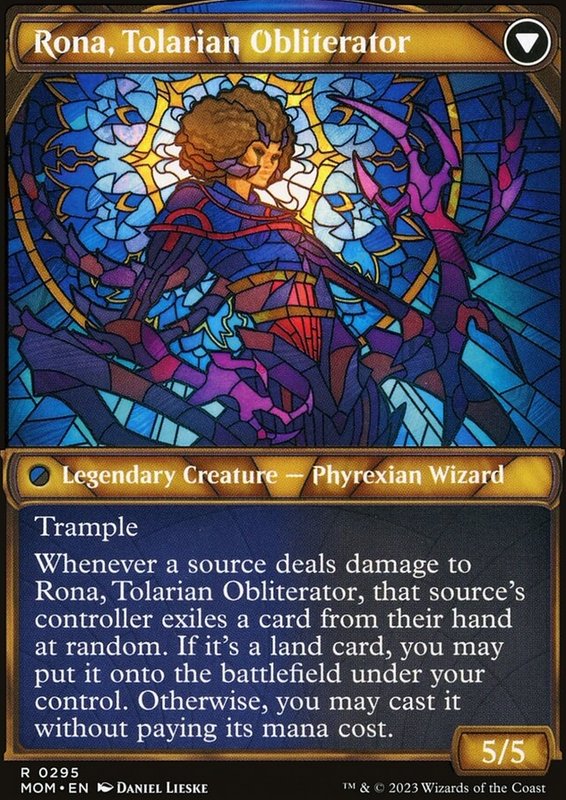 Rona, Tolarian Obliterator
Legendary Creature — Phyrexian Wizard
Trample
Whenever a source deals damage to
Rona, Tolarian Obliterator, that source's
controller exiles a card from their hand
at random. If it's a land card, you may
put it onto the battlefield under your
control. Otherwise, you may cast it
without paying its mana cost.
5/5
R 0295
MOM • EN Daniel Lieske
™ & © 2023 Wizards of the Coast